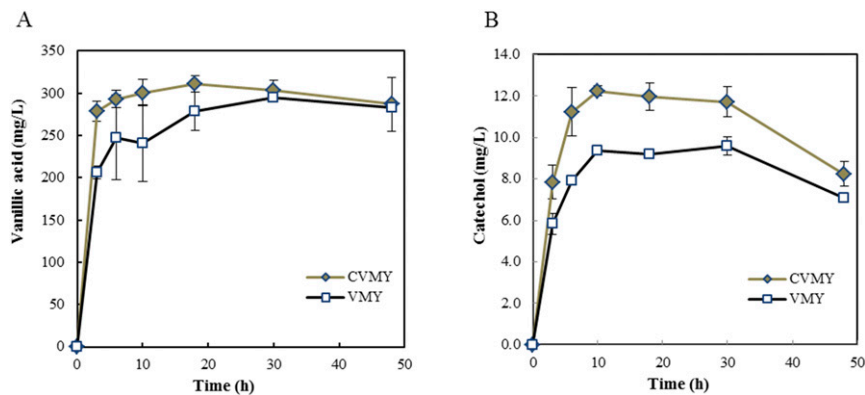 A
350
300
250
200
150
100
50
0
Vanillic acid (mg/L)
CVMY
VMY
0 10 20 30 40 50
Time (h)
B
14.0
12.0
10.0
8.0
6.0
4.0
2.0
0.0
Catechol (mg/L)
CVMY
VMY
0 10 20 30 40 50
Time (h)